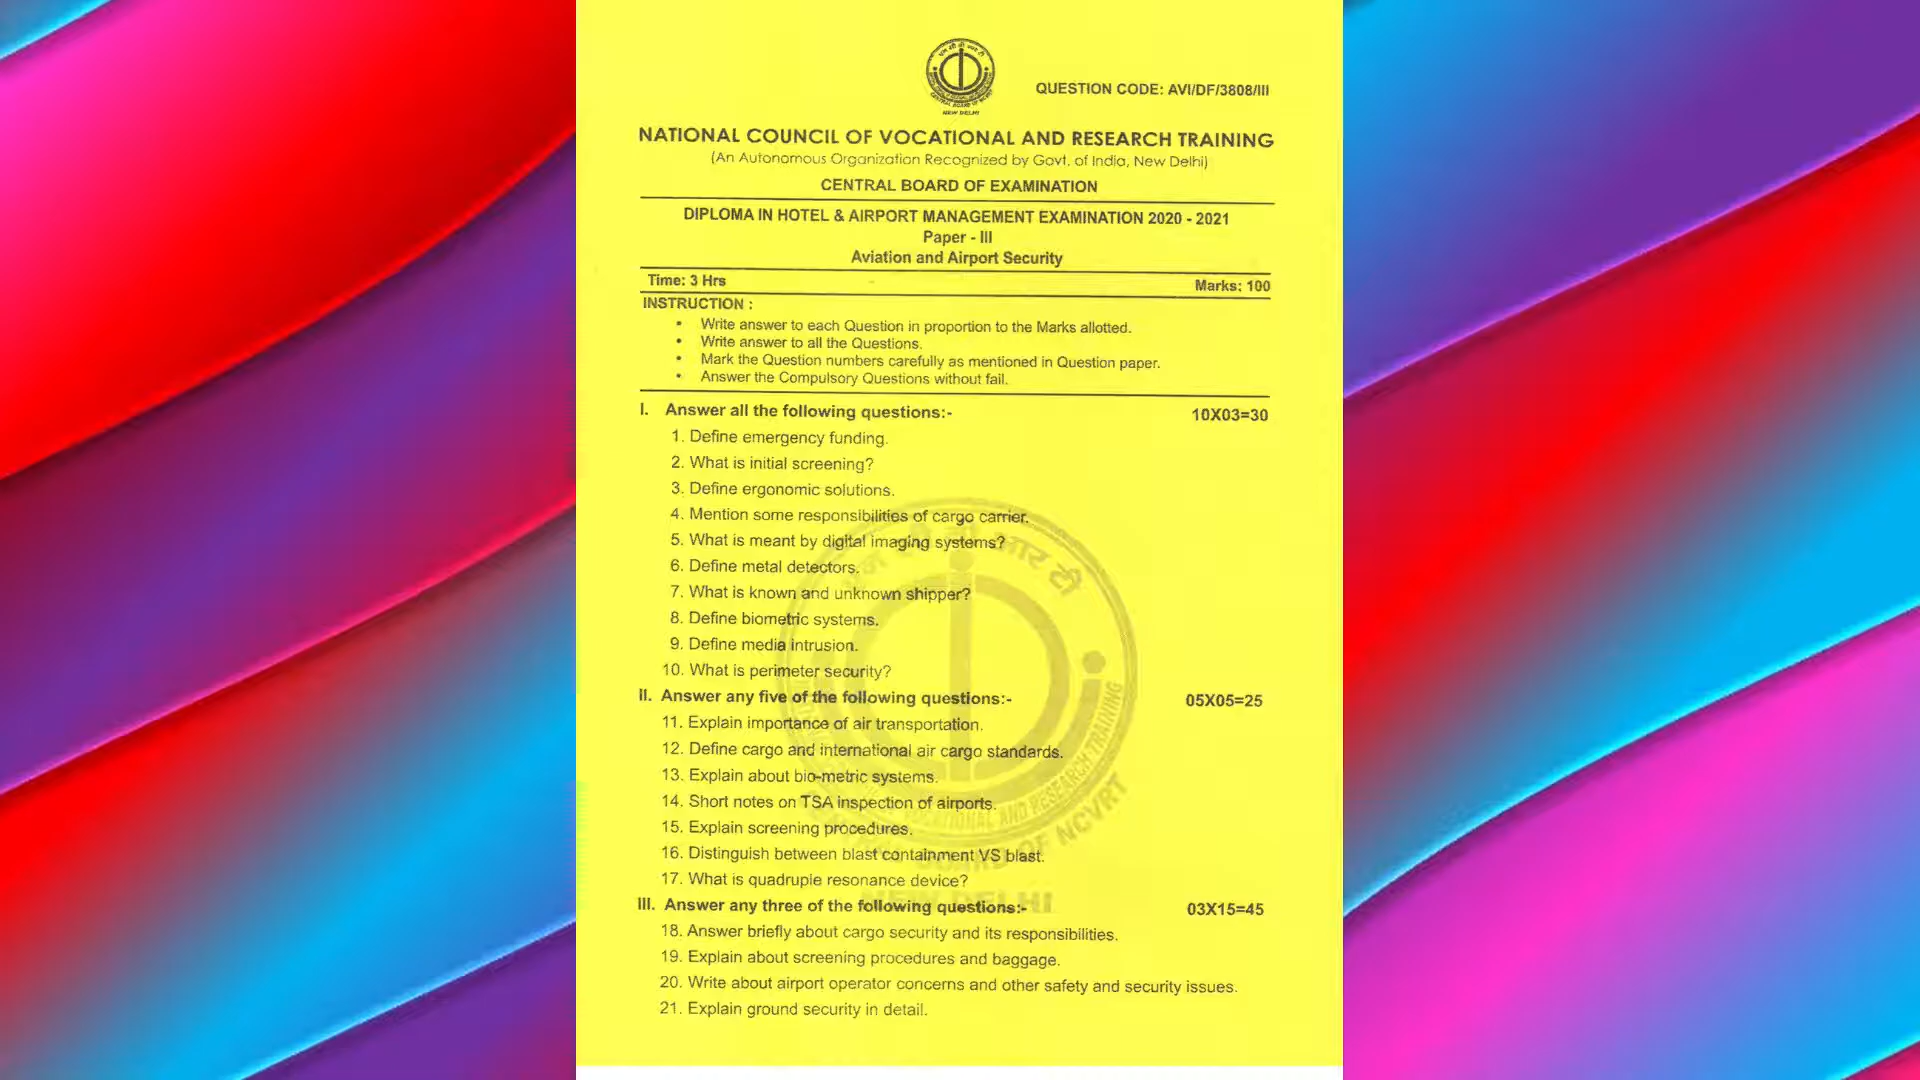 QUESTION CODE: AVI/DF/3808/III
NEW DELHI
NATIONAL COUNCIL OF VOCATIONAL AND RESEARCH TRAINING
(An Autonomous Organization Recognized by Govt. of India, New Delhi)
CENTRAL BOARD OF EXAMINATION
DIPLOMA IN HOTEL & AIRPORT MANAGEMENT EXAMINATION 2020 - 2021
Paper - III
Aviation and Airport Security
Time: 3 Hrs Marks: 100
INSTRUCTION :
• Write answer to each Question in proportion to the Marks allotted.
• Write answer to all the Questions.
• Mark the Question numbers carefully as mentioned in Question paper.
• Answer the Compulsory Questions without fail.
I. Answer all the following questions:- 10X03=30
1. Define emergency funding.
2. What is initial screening?
3. Define ergonomic solutions.
4. Mention some responsibilities of cargo carrier.
5. What is meant by digital imaging systems?
6. Define metal detectors.
7. What is known and unknown shipper?
8. Define biometric systems.
9. Define media intrusion.
10. What is perimeter security?
II. Answer any five of the following questions:- 05X05=25
11. Explain importance of air transportation.
12. Define cargo and international air cargo standards.
13. Explain about bio-metric systems.
14. Short notes on TSA inspection of airports.
15. Explain screening procedures.
16. Distinguish between blast containment VS blast.
17. What is quadruple resonance device?
III. Answer any three of the following questions:- 03X15=45
18. Answer briefly about cargo security and its responsibilities.
19. Explain about screening procedures and baggage.
20. Write about airport operator concerns and other safety and security issues.
21. Explain ground security in detail.